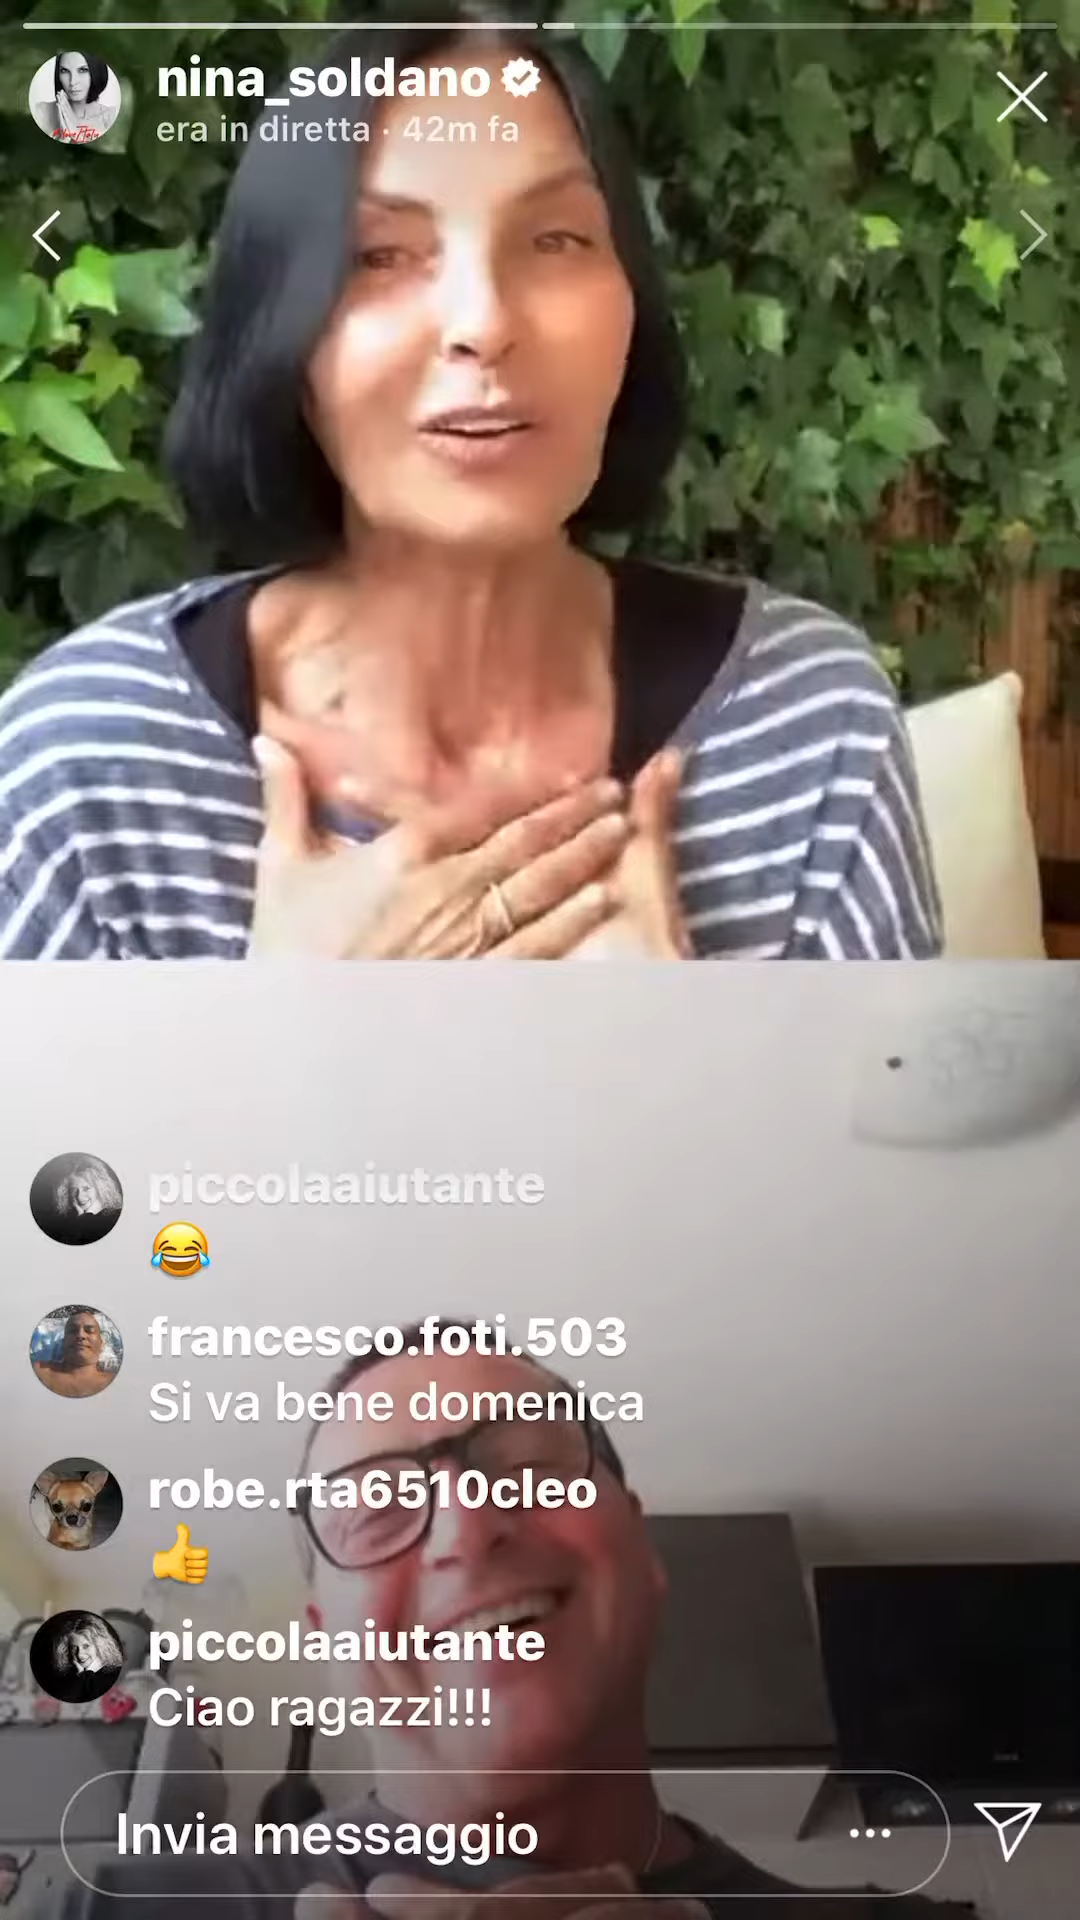 nina_soldano
era in diretta · 42m fa
piccolaaiutante
😂
francesco.foti.503
Si va bene domenica
robe.rta6510cleo
👍
piccolaaiutante
Ciao ragazzi!!!
Invia messaggio